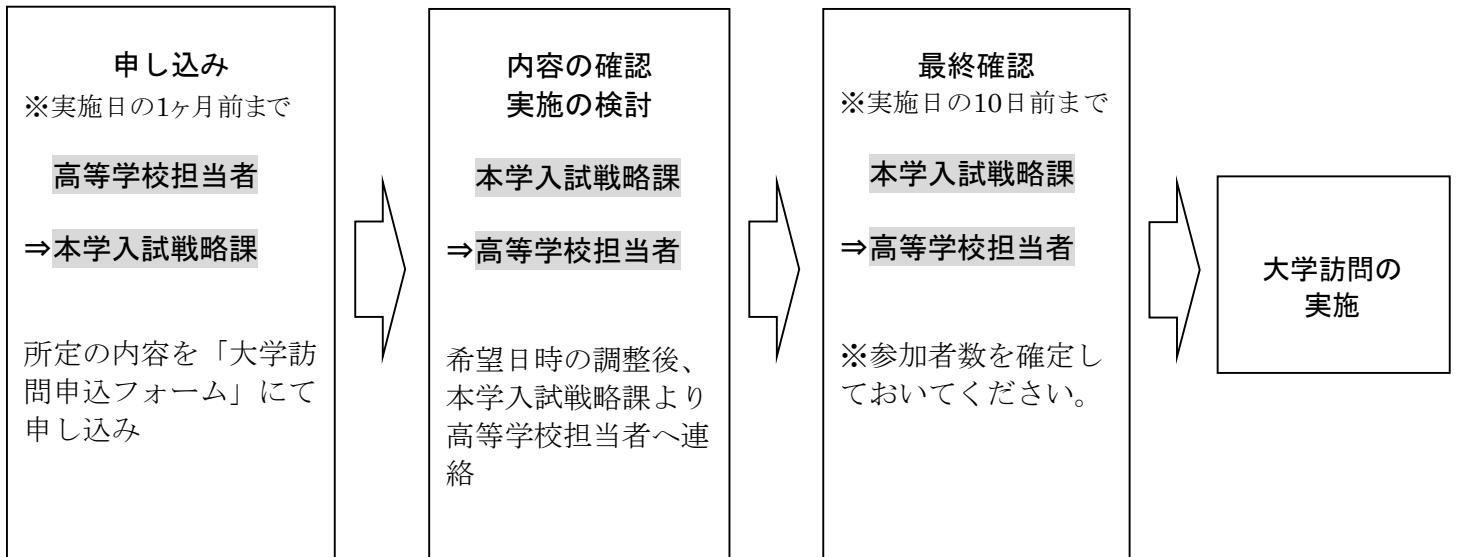 申し込み
※実施日の1ヶ月前まで
高等学校担当者
⇒本学入試戦略課
所定の内容を「大学訪
問申込フォーム」にて
申し込み
内容の確認
実施の検討
本学入試戦略課
⇒高等学校担当者
希望日時の調整後、
本学入試戦略課より
高等学校担当者へ連
絡
最終確認
※実施日の10日前まで
本学入試戦略課
⇒高等学校担当者
※参加者数を確定し
ておいてください。
大学訪問の
実施